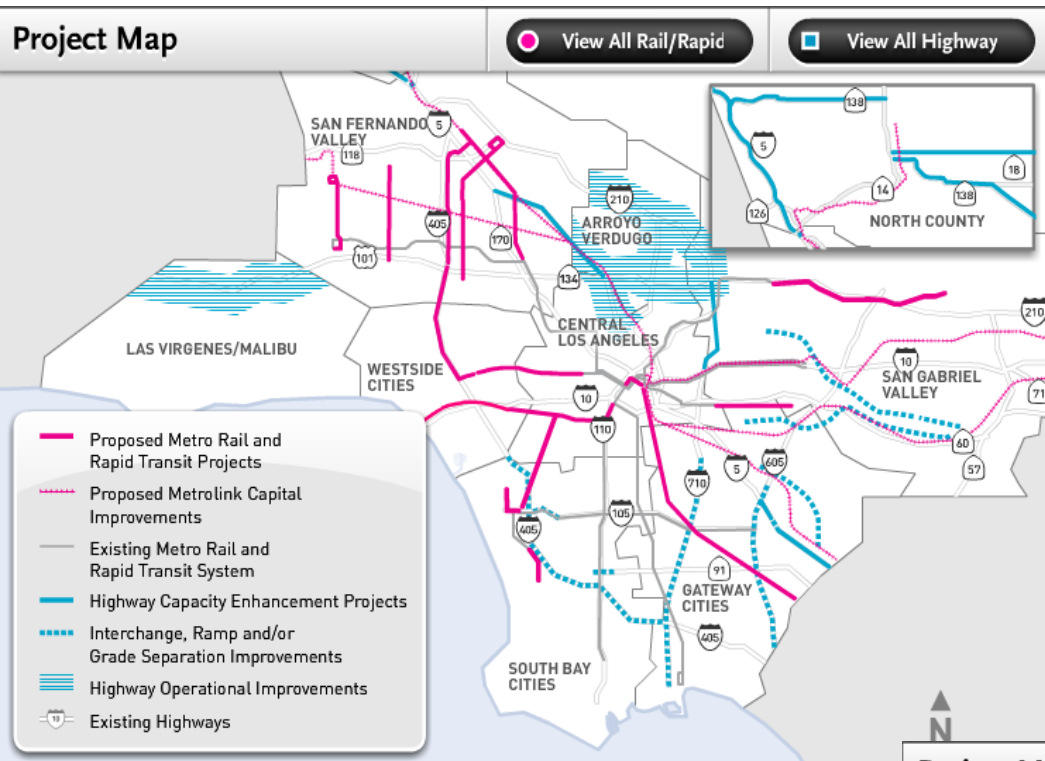 Project Map
View All Rail/Rapid
View All Highway
SAN FERNANDO
VALLEY
5
118
405
170
101
134
210
ARROYO
VERDUGO
138
5
18
14
138
126
NORTH COUNTY
LAS VIRGENES/MALIBU
WESTSIDE
CITIES
CENTRAL
LOS ANGELES
210
10
SAN GABRIEL
VALLEY
71
10
110
60
57
605
5
710
105
405
91
GATEWAY
CITIES
405
SOUTH BAY
CITIES
Proposed Metro Rail and
Rapid Transit Projects
Proposed Metrolink Capital
Improvements
Existing Metro Rail and
Rapid Transit System
Highway Capacity Enhancement Projects
Interchange, Ramp and/or
Grade Separation Improvements
Highway Operational Improvements
10
Existing Highways
N